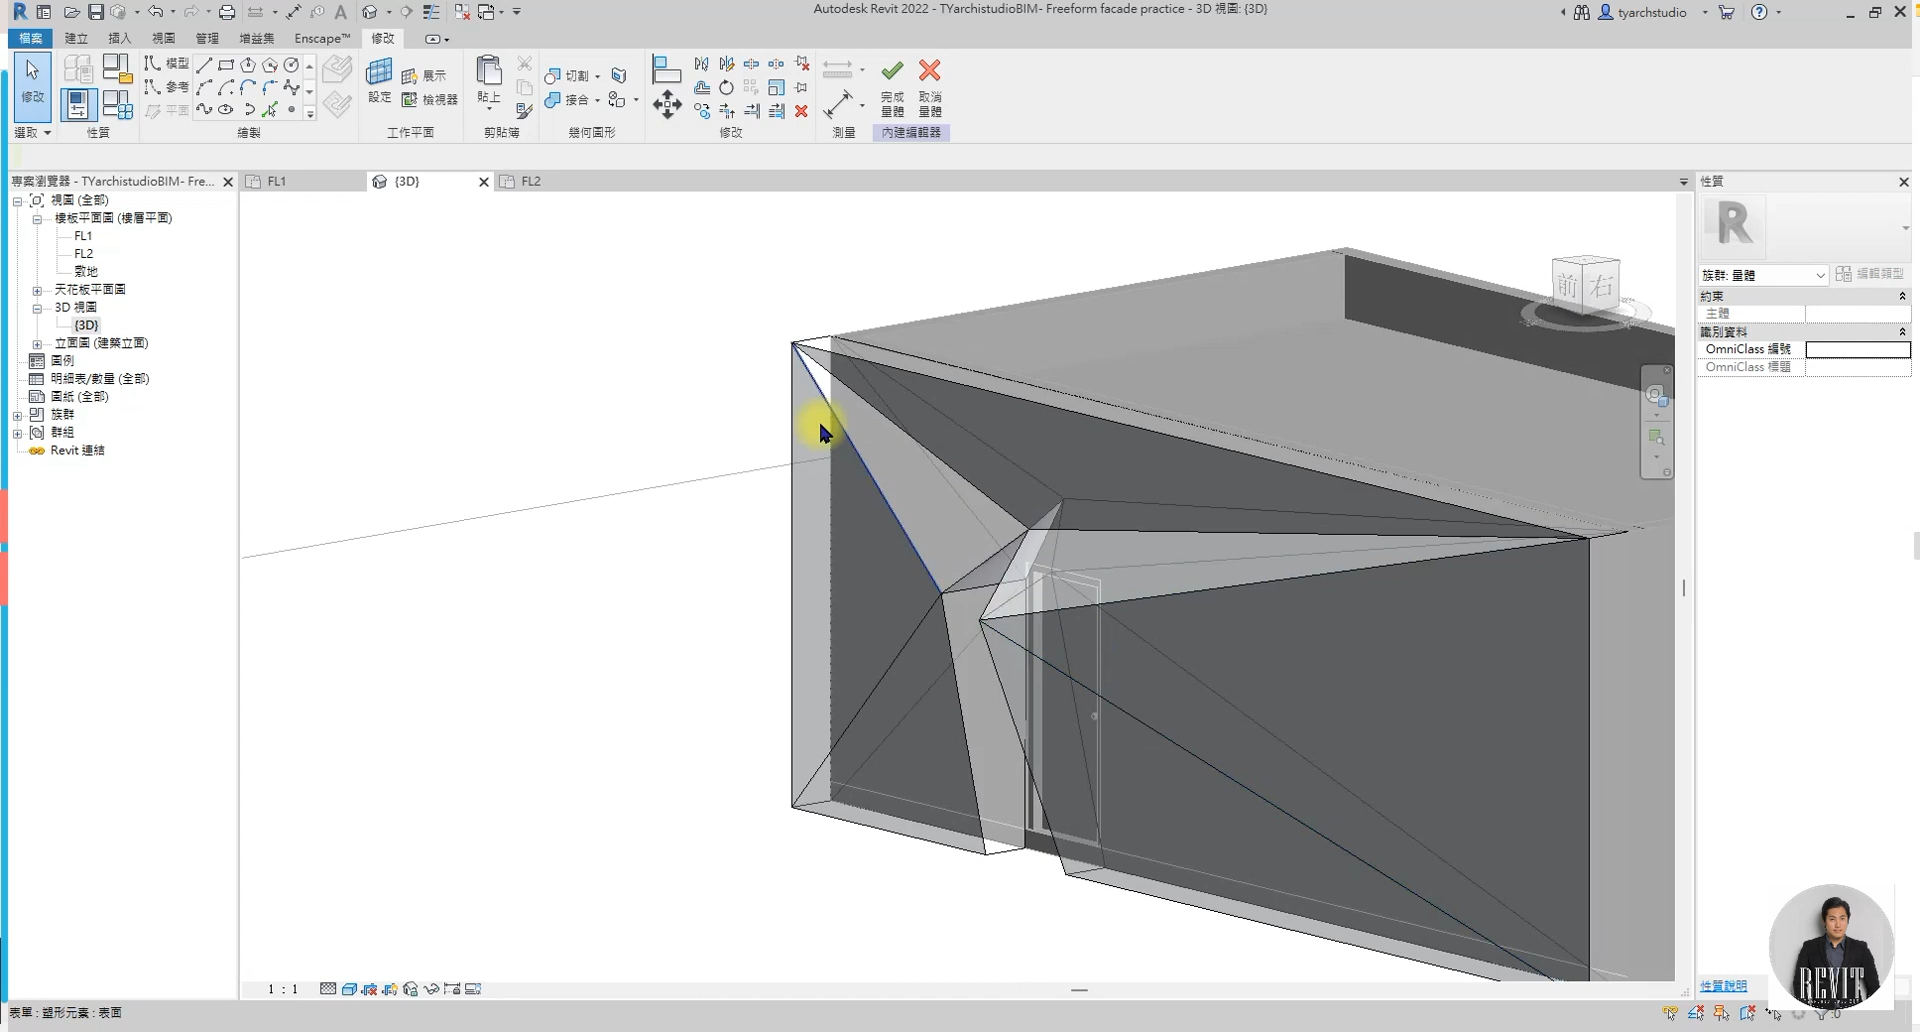 Autodesk Revit 2022 - TYarchistudioBIM- Freeform facade practice - 3D 視圖: {3D}
tyarchstudio
檔案 建立 插入 視圖 管理 增益集 Enscape™ 修改
修改
模型
參考
平面
設定
展示
檢視器
貼上
切割
接合
完成
量體
取消
量體
選取 性質 繪製 工作平面 剪貼簿 幾何圖形 修改 測量 內建編輯器
專案瀏覽器 - TYarchistudioBIM- Fre...
FL1 {3D} FL2
性質
視圖 (全部)
樓板平面圖 (樓層平面)
FL1
FL2
敷地
天花板平面圖
3D 視圖
{3D}
立面圖 (建築立面)
圖例
明細表/數量 (全部)
圖紙 (全部)
族群
群組
Revit 連結
前 右
R
族群: 量體
編輯類型
約束
主體
識別資料
OmniClass 編號
OmniClass 標題
性質說明
1 : 1
表單 : 塑形元素 : 表面
:0
REVIT